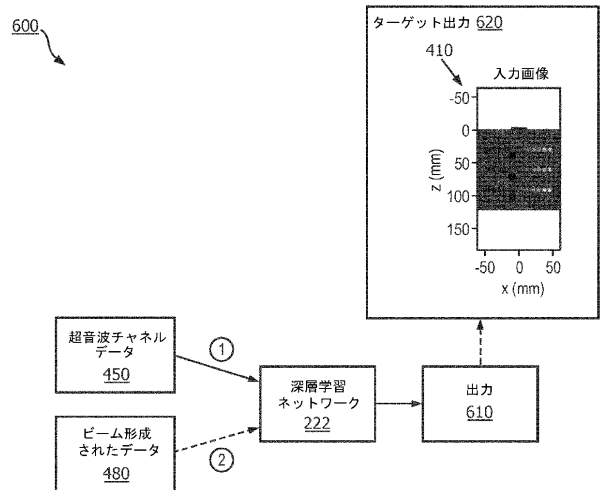 600
ターゲット出力 620
410
入力画像
-50
0
50
100
150
z (mm)
-50 0 50
x (mm)
超音波チャネル
データ
450
①
ビーム形成
されたデータ
480
②
深層学習
ネットワーク
222
出力
610